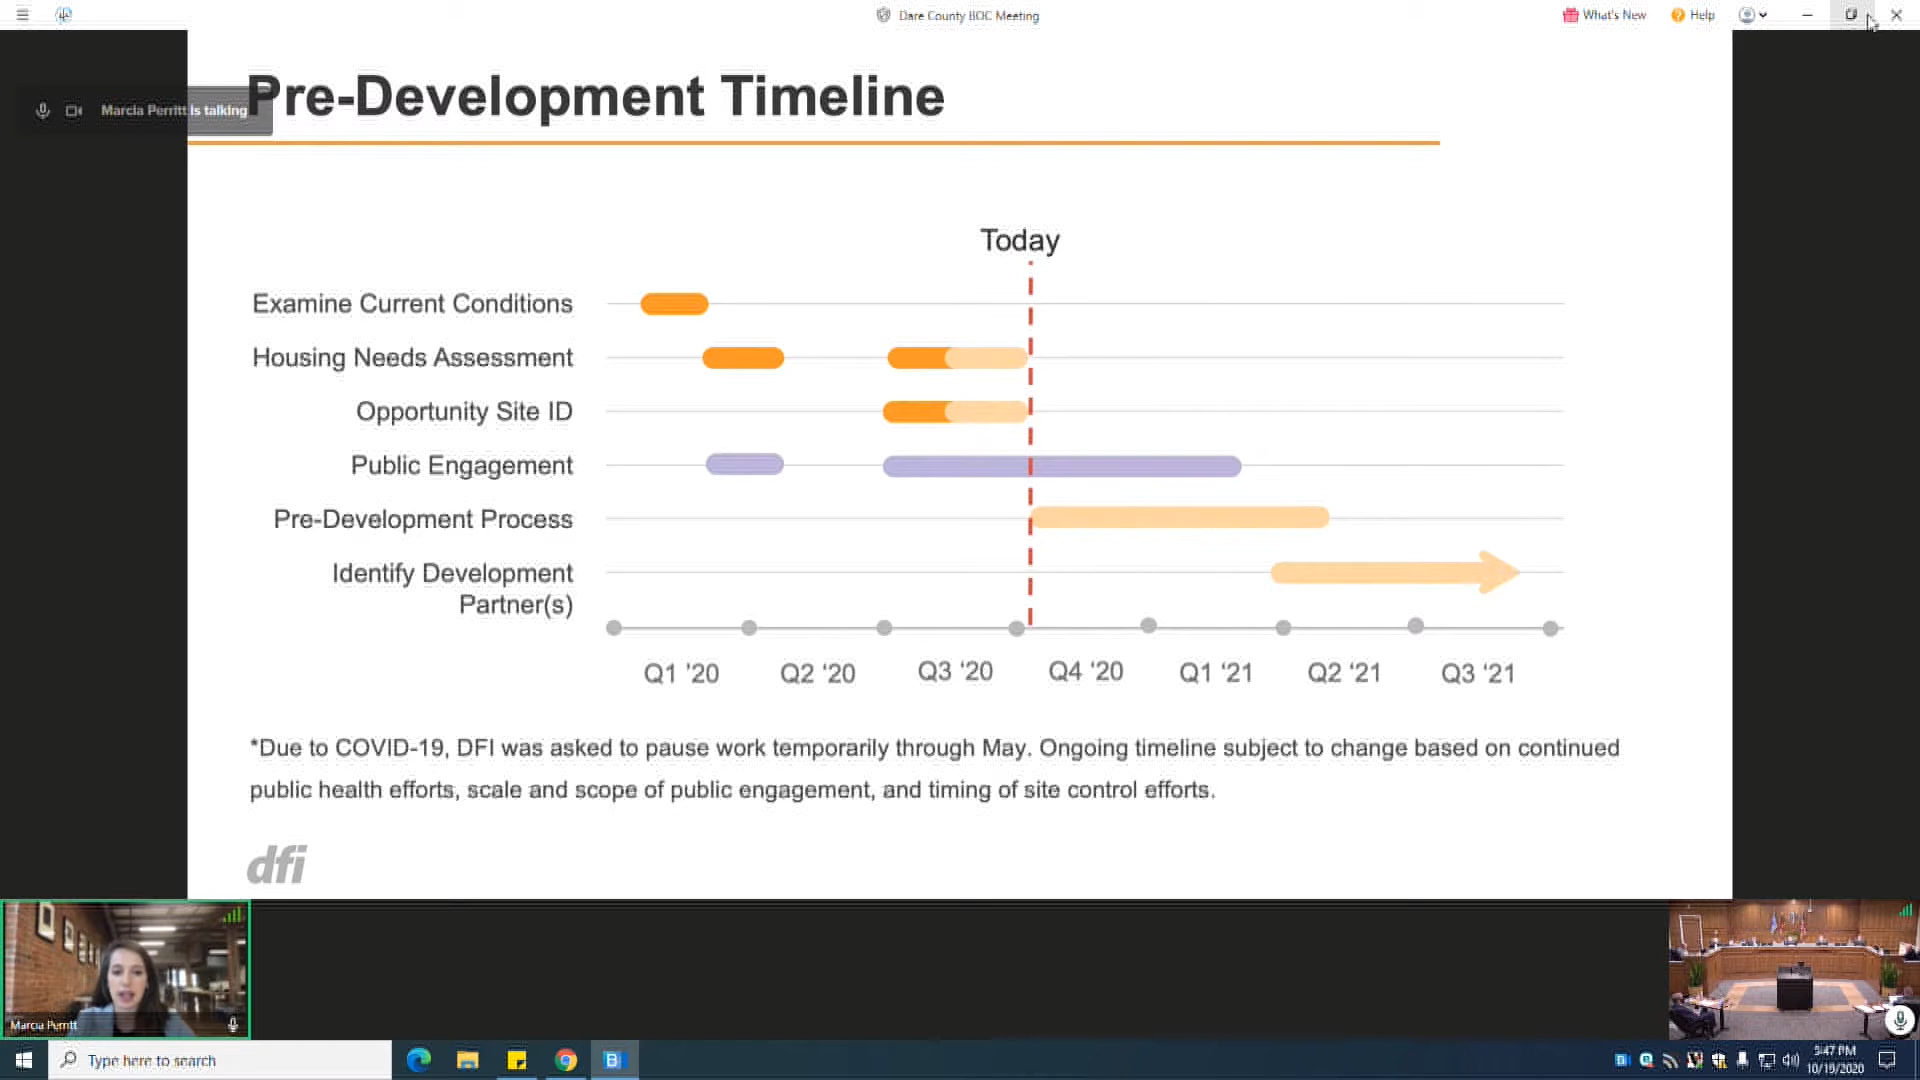 Dare County BOC Meeting
What's New
Help
Marcia Perritt is talking
Pre-Development Timeline
Today
Examine Current Conditions
Housing Needs Assessment
Opportunity Site ID
Public Engagement
Pre-Development Process
Identify Development
Partner(s)
Q1 '20 Q2 '20 Q3 '20 Q4 '20 Q1 '21 Q2 '21 Q3 '21
*Due to COVID-19, DFI was asked to pause work temporarily through May. Ongoing timeline subject to change based on continued
public health efforts, scale and scope of public engagement, and timing of site control efforts.
dfi
Marcia Perritt
Type here to search
5:47 PM
10/19/2020